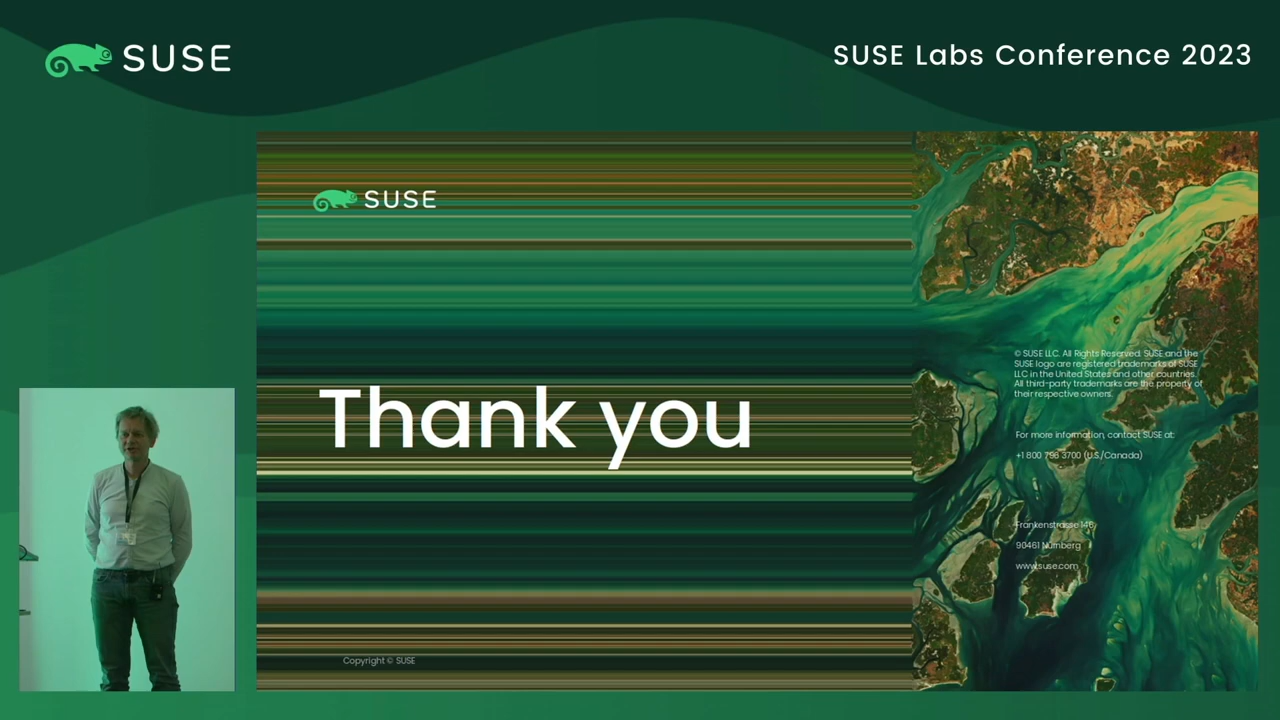 SUSE
SUSE Labs Conference 2023
SUSE
Thank you
© SUSE LLC. All Rights Reserved. SUSE and the
SUSE logo are registered trademarks of SUSE
LLC in the United States and other countries.
All third-party trademarks are the property of
their respective owners.
For more information, contact SUSE at:
+1 800 796 3700 (U.S./Canada)
Frankenstrasse 146
90461 Nürnberg
www.suse.com
Copyright © SUSE